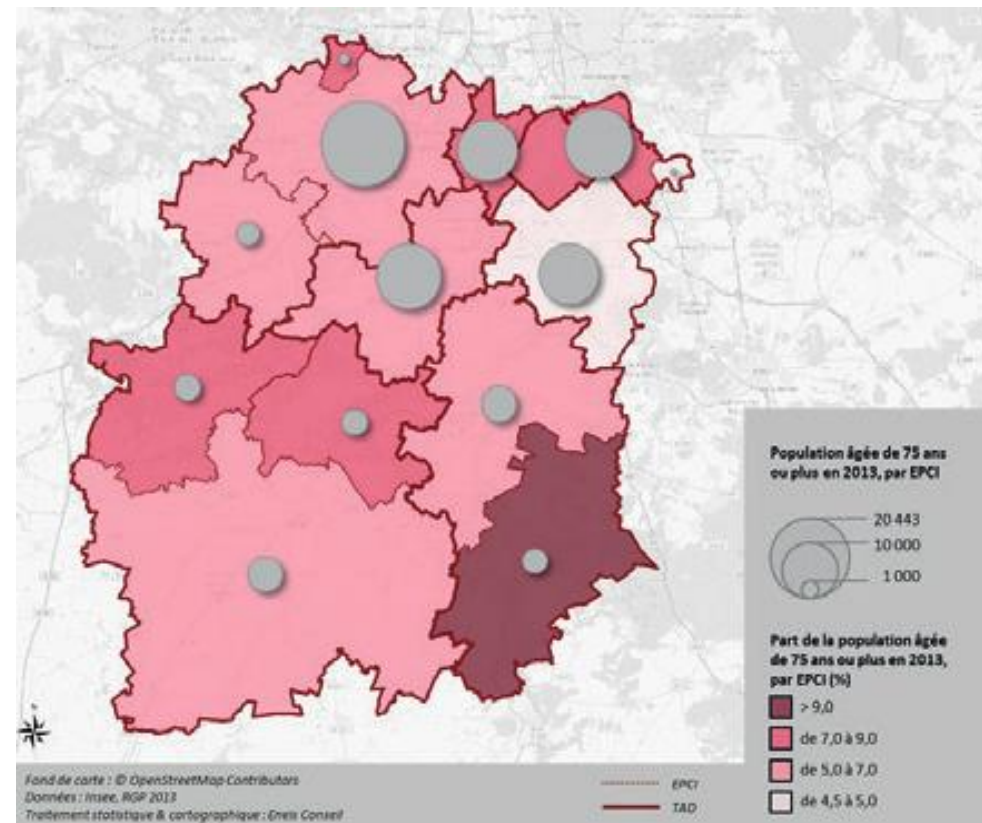 Population âgée de 75 ans
ou plus en 2013, par EPCI
20 443
10 000
1 000
Part de la population âgée
de 75 ans ou plus en 2013,
par EPCI (%)
> 9,0
de 7,0 à 9,0
de 5,0 à 7,0
de 4,5 à 5,0
Fond de carte : © OpenStreetMap Contributors
Données : Insee, RGP 2013
Traitement statistique & cartographique : Eneis Conseil
EPCI
TAD